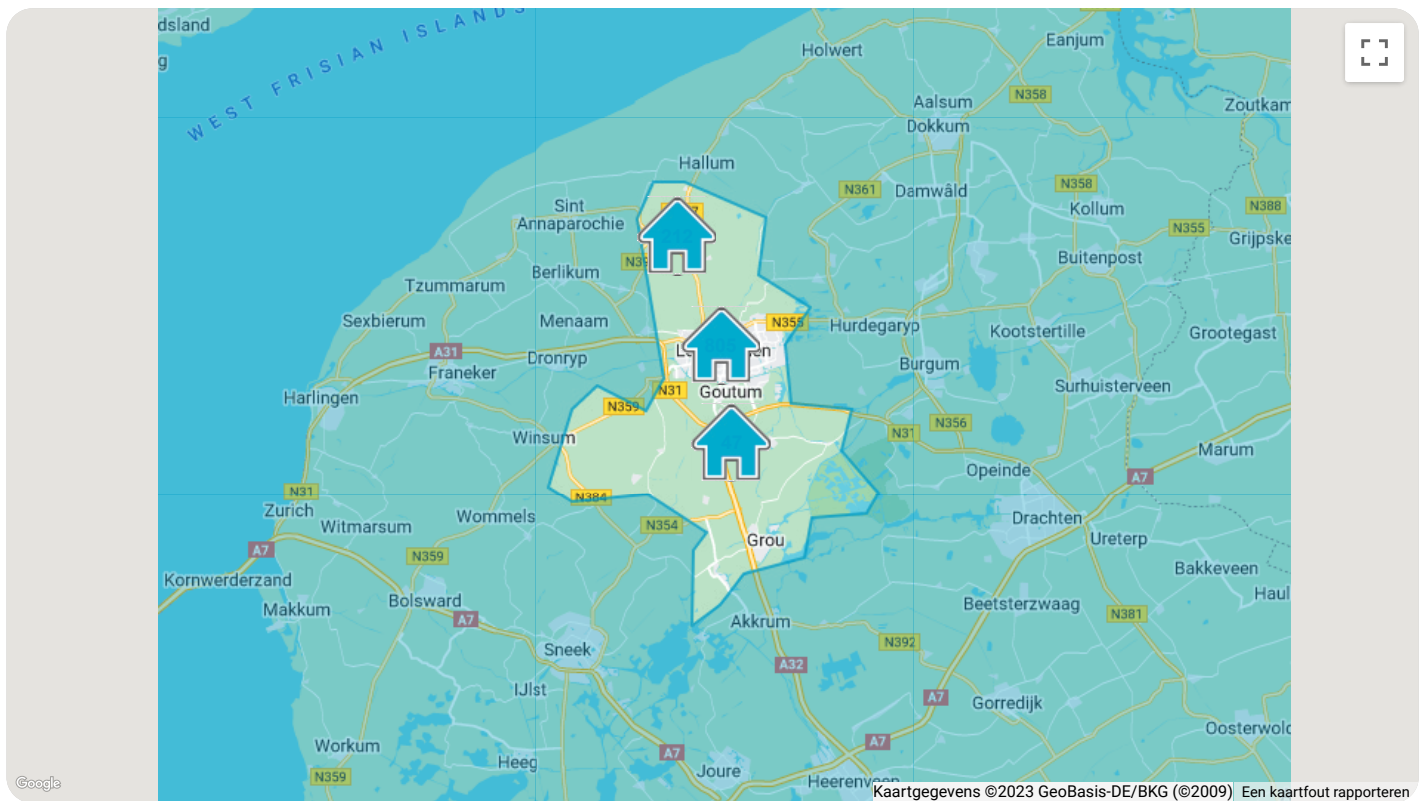 dsland
g
WEST FRISIAN ISLANDS
Holwert
Eanjum
N358
Aalsum
Zoutkam
Dokkum
Hallum
N361
Damwâld
N358
Kollum
N388
Sint
Annaparochie
N355
Grijpske
Berlikum
Buitenpost
Tzummarum
Sexbierum
Menaam
N355
Hurdegaryp
Kootstertille
Grootegast
A31
Dronryp
Burgum
Franeker
Surhuisterveen
Harlingen
N31
Goutum
N359
N356
N31
Winsum
Marum
Opeinde
A7
N31
N384
Zurich
Wommels
N354
Drachten
Witmarsum
Grou
Ureterp
A7
N359
Bakkeveen
Kornwerderzand
Haul
Bolsward
Makkum
Beetsterzwaag
N381
A7
Akkrum
N392
Sneek
A32
IJlst
A7
Gorredijk
Oosterwold
Workum
A7
A7
Heeg
Joure
N359
Heerenveen
Google
Kaartgegevens ©2023 GeoBasis-DE/BKG (©2009)
Een kaartfout rapporteren